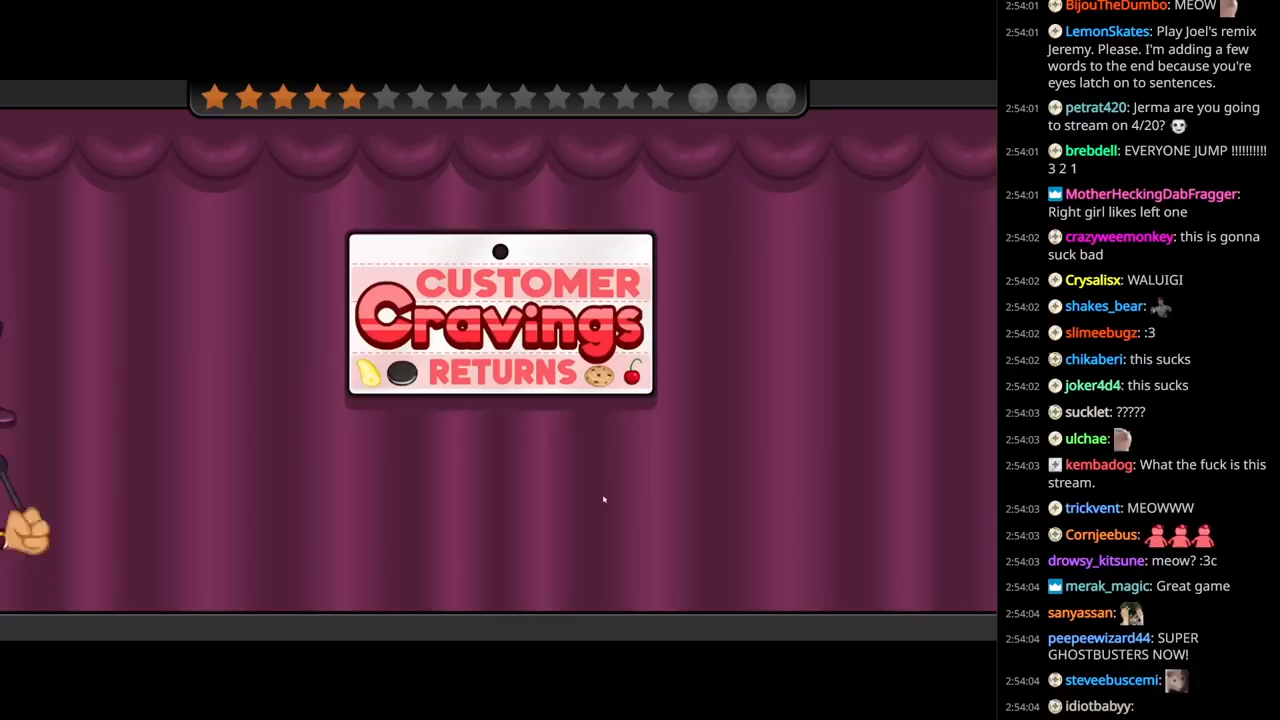 CUSTOMER
Cravings
RETURNS
2:54:01 BijouTheDumbo: MEOW
2:54:01 LemonSkates: Play Joel's remix
Jeremy. Please. I'm adding a few
words to the end because you're
eyes latch on to sentences.
2:54:01 petrat420: Jerma are you going
to stream on 4/20?
2:54:01 brebdell: EVERYONE JUMP !!!!!!!!!!
3 2 1
2:54:01 MotherHeckingDabFragger:
Right girl likes left one
2:54:02 crazyweemonkey: this is gonna
suck bad
2:54:02 Crysalisx: WALUIGI
2:54:02 shakes_bear:
2:54:02 slimeebugz: :3
2:54:02 chikaberi: this sucks
2:54:02 joker4d4: this sucks
2:54:03 sucklet: ?????
2:54:03 ulchae:
2:54:03 kembadog: What the fuck is this
stream.
2:54:03 trickvent: MEOWWW
2:54:03 Cornjeebus:
2:54:03 drowsy_kitsune: meow? :3c
2:54:04 merak_magic: Great game
2:54:04 sanyassan:
2:54:04 peepeewizard44: SUPER
GHOSTBUSTERS NOW!
2:54:04 steveebuscemi:
2:54:04 idiotbabyy: